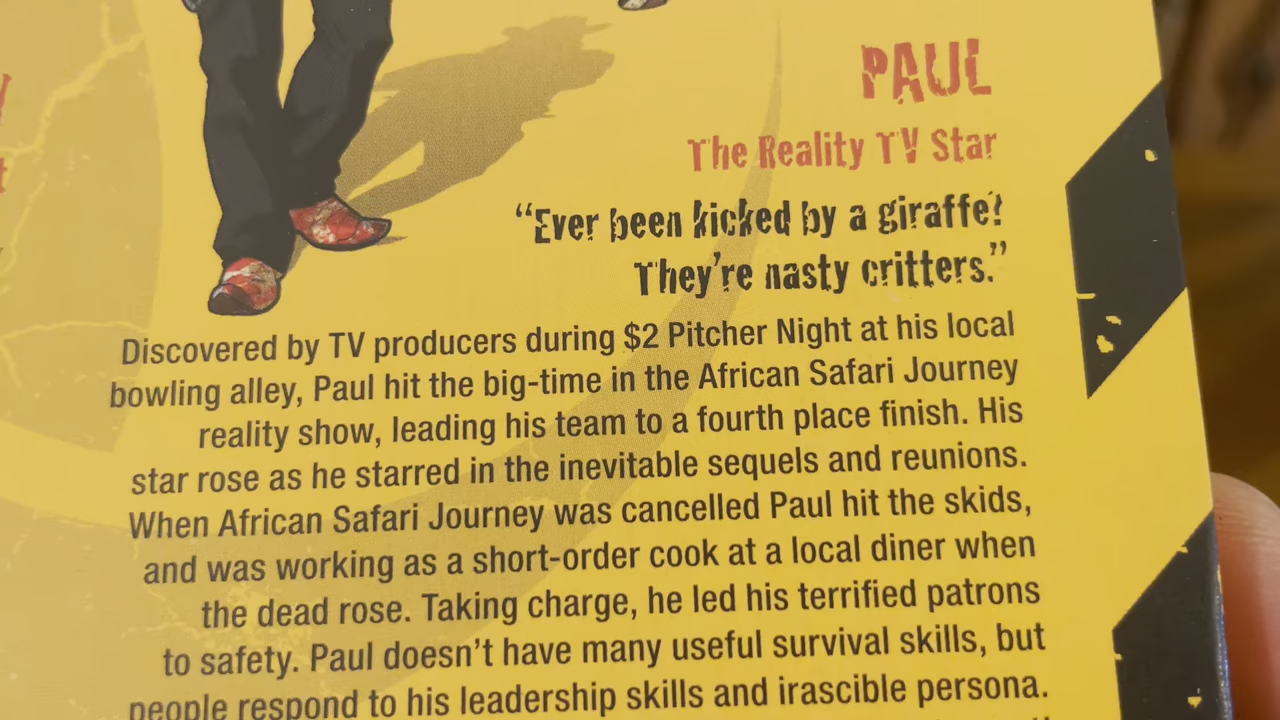 PAUL
The Reality TV Star
“Ever been kicked by a giraffe?
They’re nasty critters.”
Discovered by TV producers during $2 Pitcher Night at his local
bowling alley, Paul hit the big-time in the African Safari Journey
reality show, leading his team to a fourth place finish. His
star rose as he starred in the inevitable sequels and reunions.
When African Safari Journey was cancelled Paul hit the skids,
and was working as a short-order cook at a local diner when
the dead rose. Taking charge, he led his terrified patrons
to safety. Paul doesn’t have many useful survival skills, but
people respond to his leadership skills and irascible persona.